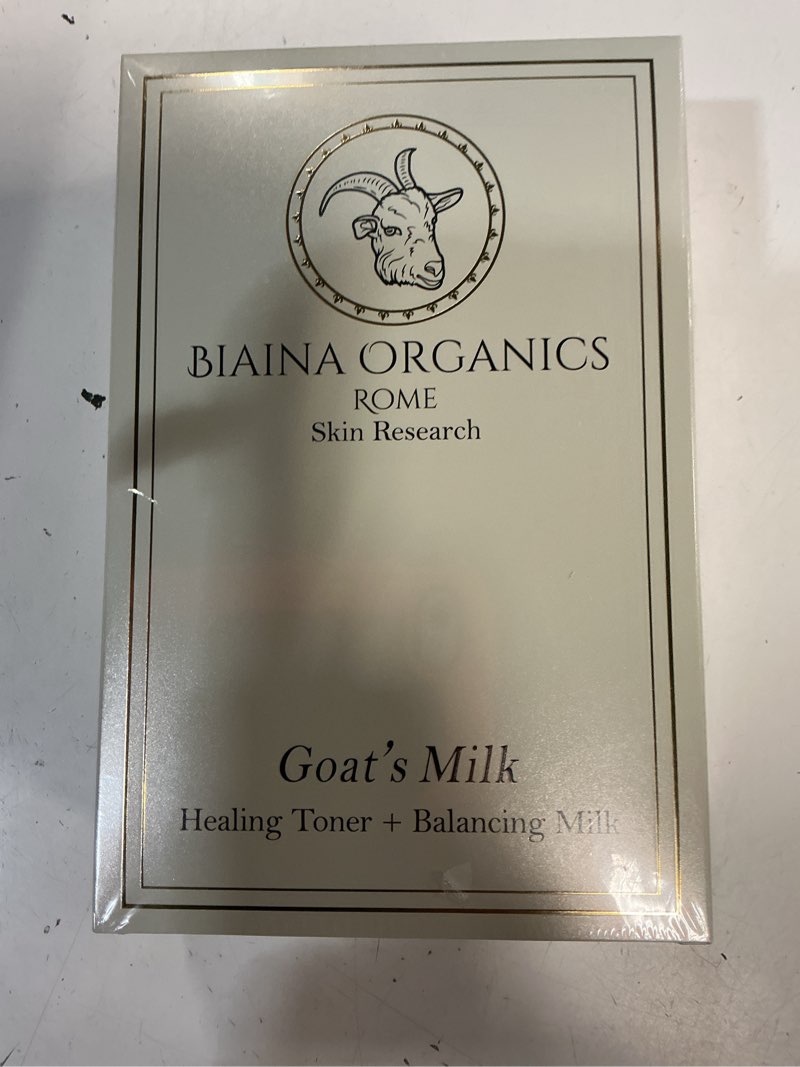 BIAINA ORGANICS
ROME
Skin Research
Goat's Milk
Healing Toner + Balancing Milk